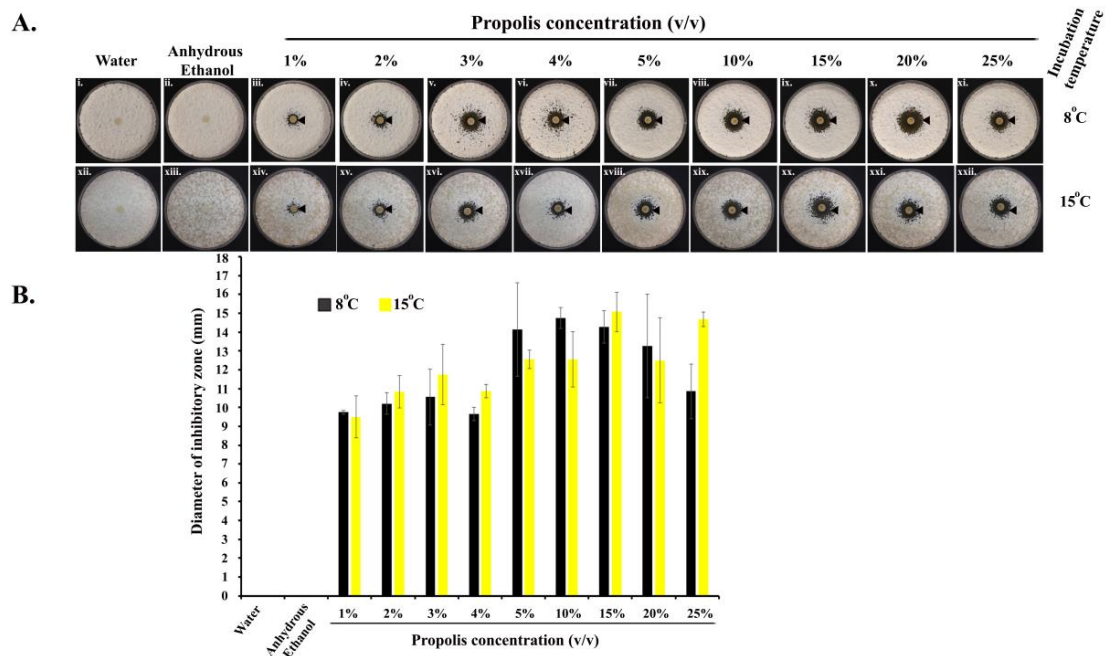 A.
Propolis concentration (v/v)
Incubation temperature
Water
Anhydrous
Ethanol
1%
2%
3%
4%
5%
10%
15%
20%
25%
i.
ii.
iii.
iv.
v.
vi.
vii.
viii.
ix.
x.
xi.
8°C
xii.
xiii.
xiv.
xv.
xvi.
xvii.
xviii.
xix.
xx.
xxi.
xxii.
15°C
B.
Diameter of inhibitory zone (mm)
18
17
16
15
14
13
12
11
10
9
8
7
6
5
4
3
2
1
0
8°C
15°C
Water
Anhydrous
Ethanol
1%
2%
3%
4%
5%
10%
15%
20%
25%
Propolis concentration (v/v)